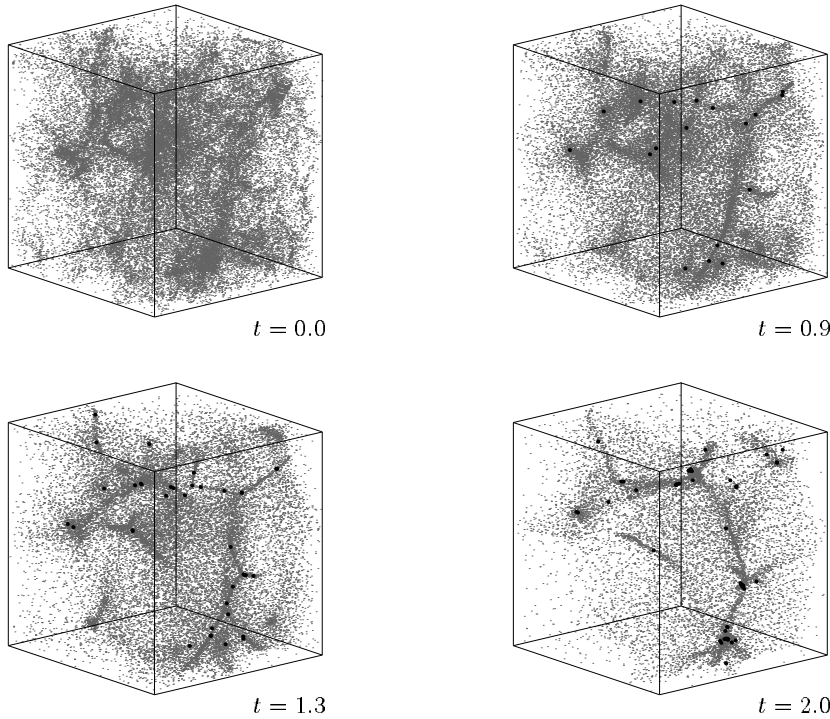 t = 0.0
t = 0.9
t = 1.3
t = 2.0